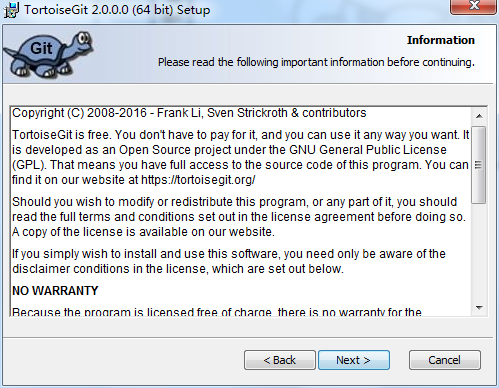 TortoiseGit 2.0.0.0 (64 bit) Setup
Git
Information
Please read the following important information before continuing.
Copyright (C) 2008-2016 - Frank Li, Sven Strickroth & contributors
TortoiseGit is free. You don't have to pay for it, and you can use it any way you want. It
is developed as an Open Source project under the GNU General Public License
(GPL). That means you have full access to the source code of this program. You can
find it on our website at https://tortoisegit.org/
Should you wish to modify or redistribute this program, or any part of it, you should
read the full terms and conditions set out in the license agreement before doing so.
A copy of the license is available on our website.
If you simply wish to install and use this software, you need only be aware of the
disclaimer conditions in the license, which are set out below.
NO WARRANTY
Because the program is licensed free of charge, there is no warranty for the
< Back
Next >
Cancel